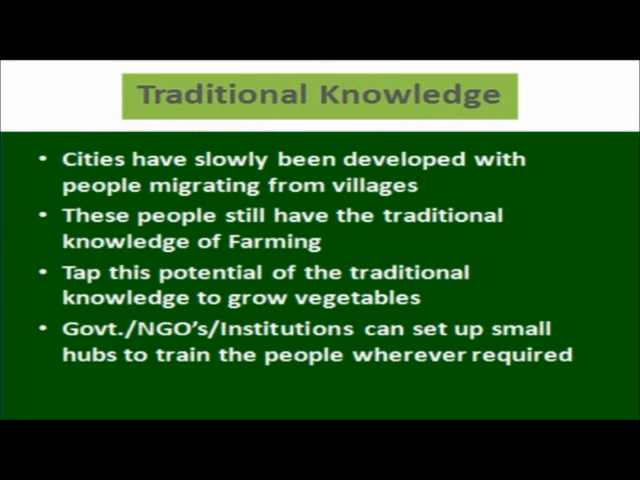 Traditional Knowledge
• Cities have slowly been developed with
people migrating from villages
• These people still have the traditional
knowledge of Farming
• Tap this potential of the traditional
knowledge to grow vegetables
• Govt./NGO's/Institutions can set up small
hubs to train the people wherever required